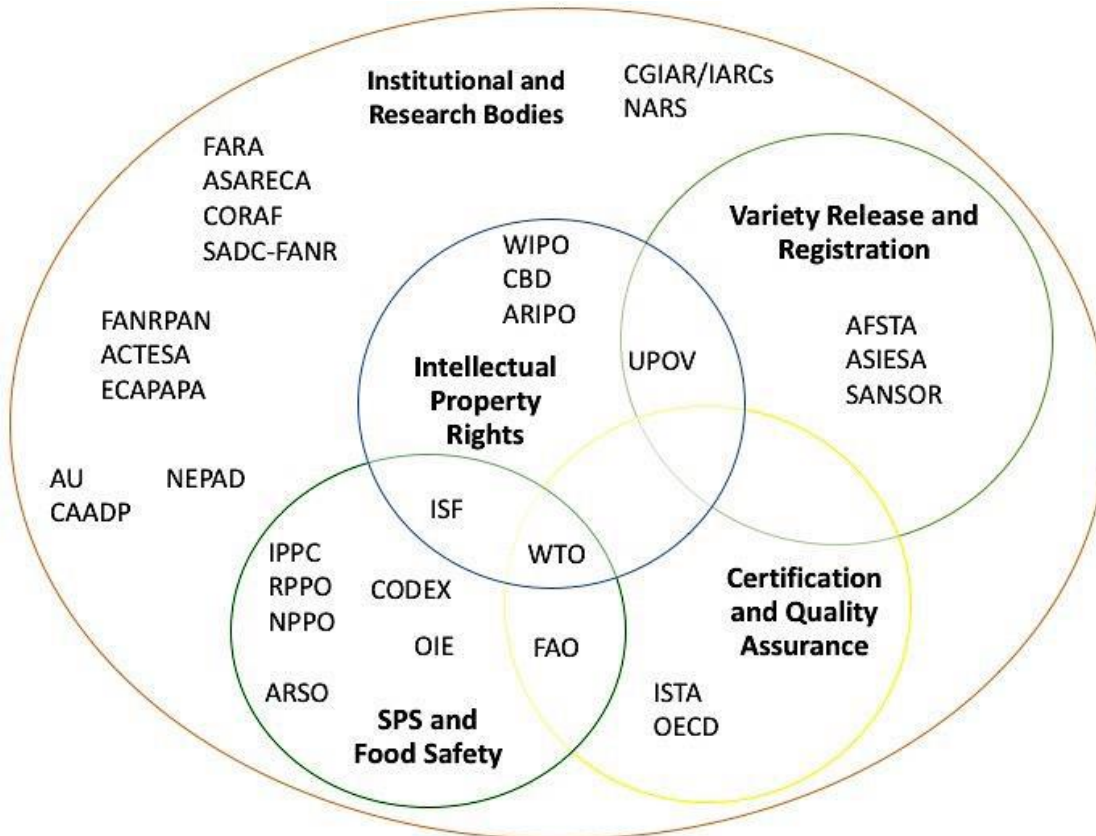 Institutional and
Research Bodies
CGIAR/IARCs
NARS
FARA
ASARECA
CORAF
SADC-FANR
Variety Release and
Registration
WIPO
CBD
ARIPO
FANRPAN
ACTESA
ECAPAPA
AFSTA
ASIESA
SANSOR
UPOV
Intellectual
Property
Rights
AU NEPAD
CAADP
ISF
WTO
IPPC
RPPO
NPPO
CODEX
OIE
FAO
Certification
and Quality
Assurance
ARSO
ISTA
OECD
SPS and
Food Safety